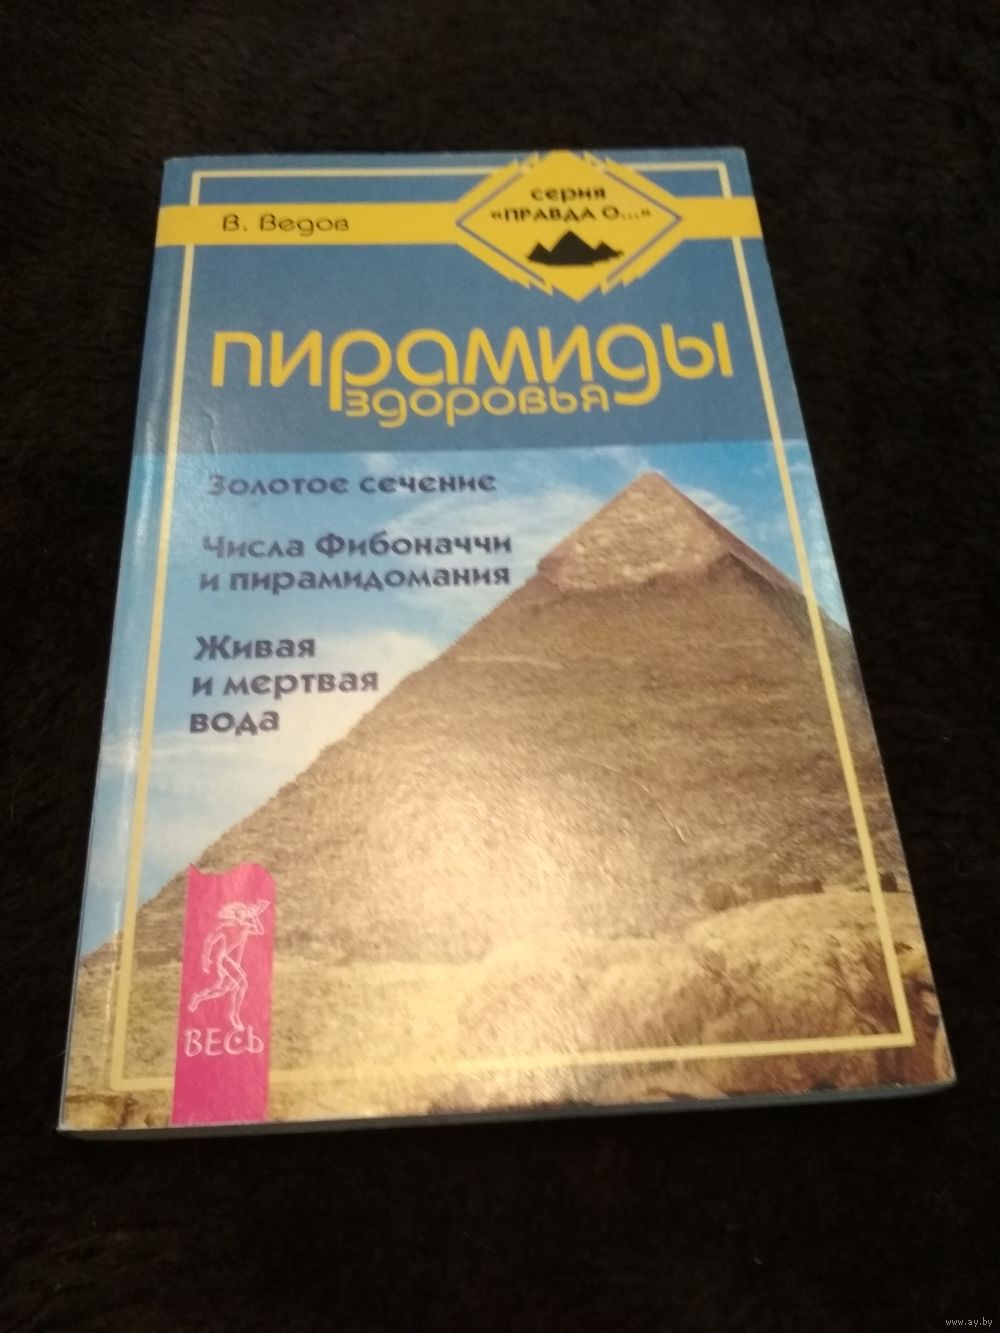 серия
«ПРАВДА О...»
В. Ведов
пирамиды
здоровья
Золотое сечение
Числа Фибоначчи
и пирамидомания
Живая
и мертвая
вода
ВЕСЬ
www.ay.by